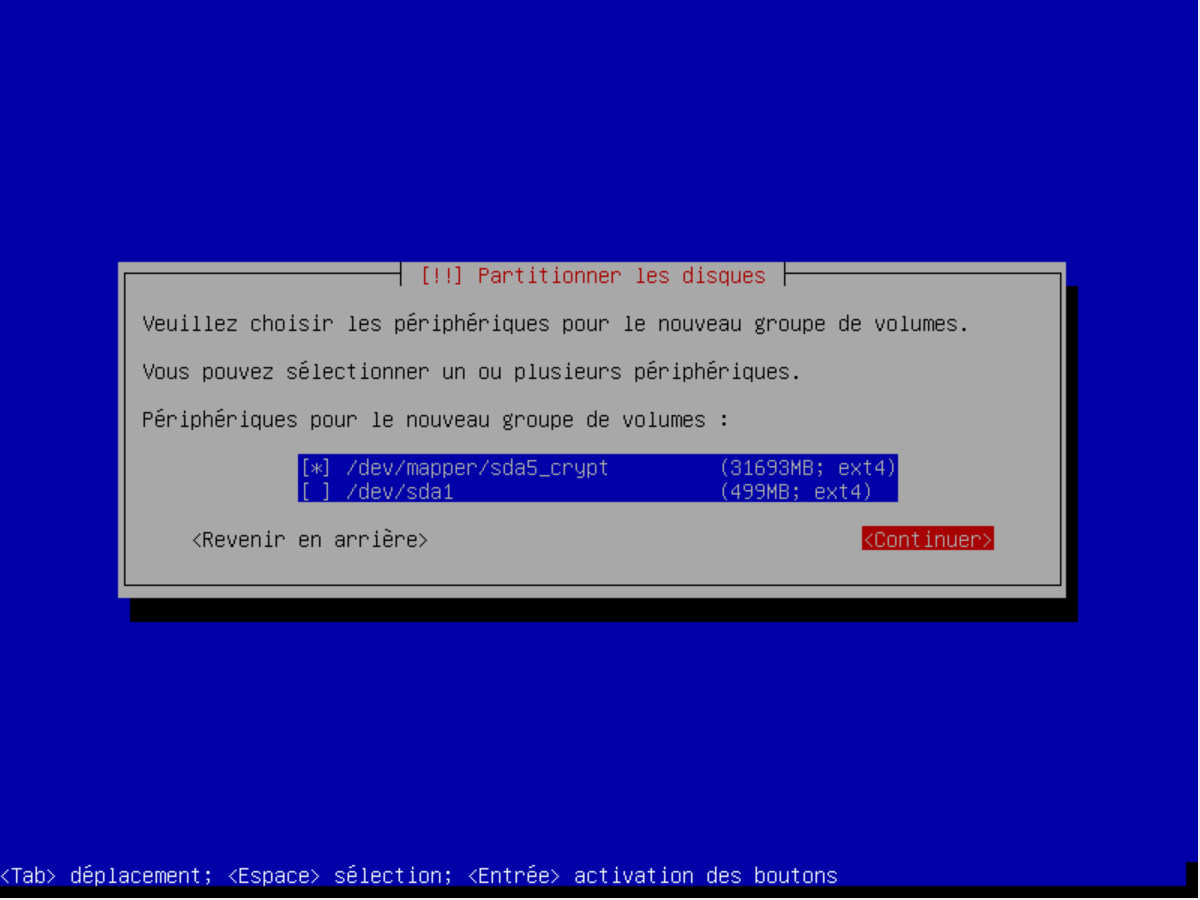 [!!] Partitionner les disques
Veuillez choisir les périphériques pour le nouveau groupe de volumes.
Vous pouvez sélectionner un ou plusieurs périphériques.
Périphériques pour le nouveau groupe de volumes :
[*] /dev/mapper/sda5_crypt (31693MB; ext4)
[ ] /dev/sda1 (499MB; ext4)
<Revenir en arrière> <Continuer>
<Tab> déplacement; <Espace> sélection; <Entrée> activation des boutons